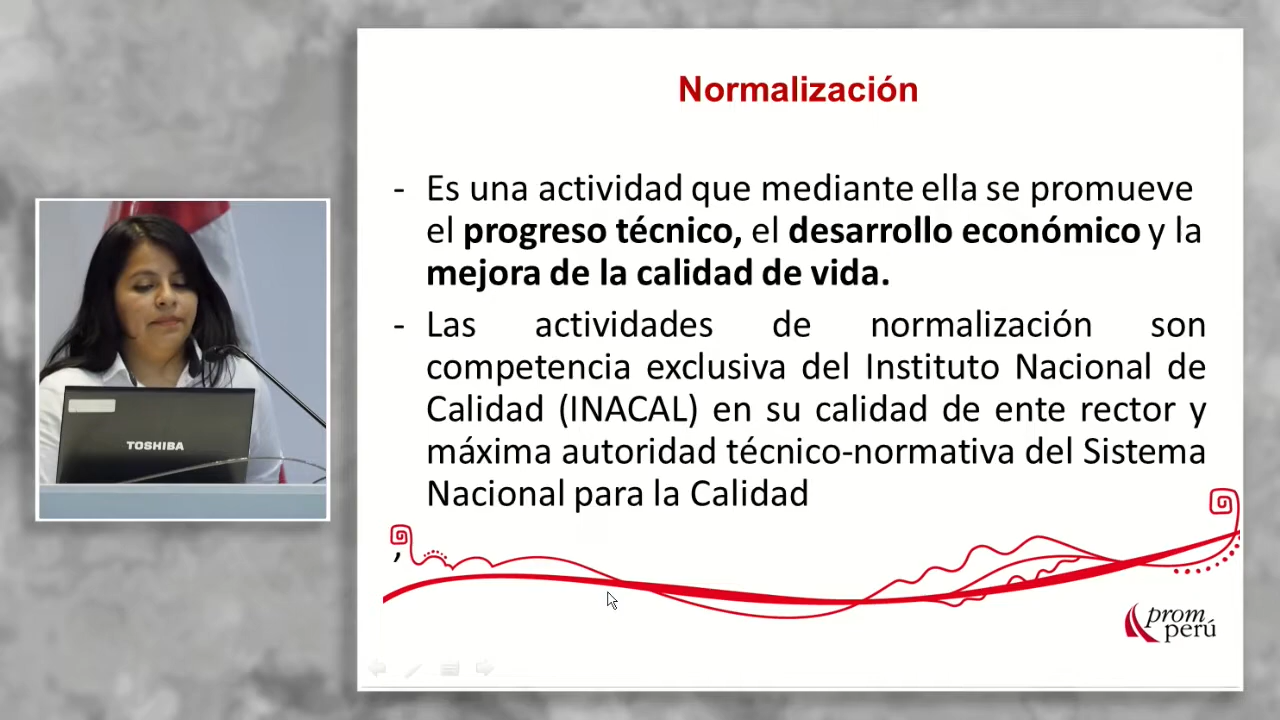 Normalización
- Es una actividad que mediante ella se promueve
el progreso técnico, el desarrollo económico y la
mejora de la calidad de vida.
- Las actividades de normalización son
competencia exclusiva del Instituto Nacional de
Calidad (INACAL) en su calidad de ente rector y
máxima autoridad técnico-normativa del Sistema
Nacional para la Calidad
,
prom
perú
TOSHIBA